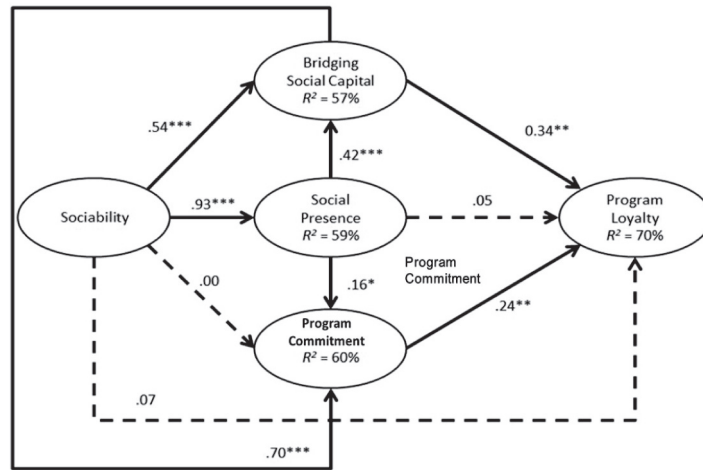 Bridging
Social Capital
R² = 57%
.54***
0.34**
.42***
Sociability
.93***
Social
Presence
R² = 59%
.05
Program
Loyalty
R² = 70%
.00
.16*
Program
Commitment
.24**
Program
Commitment
R² = 60%
.07
.70***